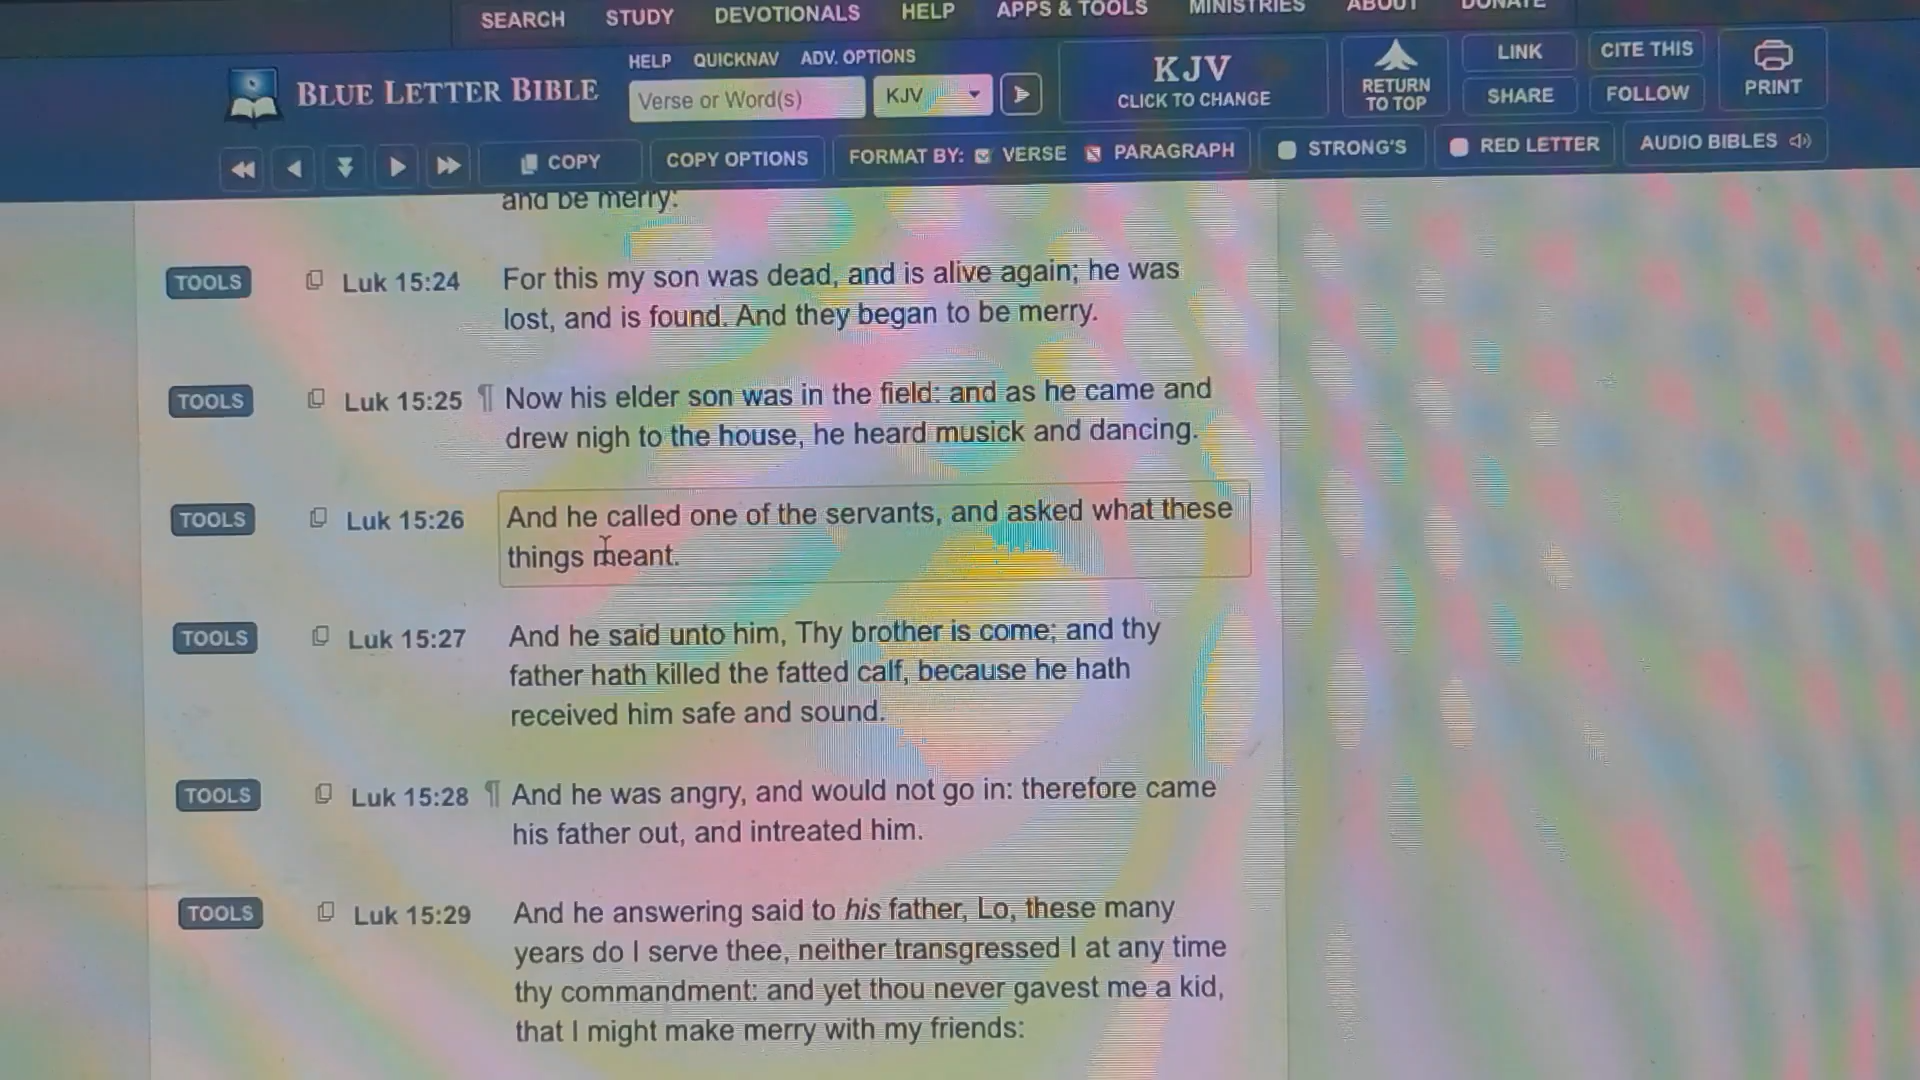 SEARCH STUDY DEVOTIONALS HELP APPS & TOOLS MINISTRIES ABOUT DONATE
HELP QUICKNAV ADV. OPTIONS
BLUE LETTER BIBLE
Verse or Word(s) KJV
KJV
CLICK TO CHANGE
RETURN
TO TOP
LINK CITE THIS
SHARE FOLLOW
PRINT
COPY COPY OPTIONS FORMAT BY: VERSE PARAGRAPH STRONG'S RED LETTER AUDIO BIBLES
and be merry:
TOOLS Luk 15:24 For this my son was dead, and is alive again; he was
lost, and is found. And they began to be merry.
TOOLS Luk 15:25 ¶ Now his elder son was in the field: and as he came and
drew nigh to the house, he heard musick and dancing.
TOOLS Luk 15:26 And he called one of the servants, and asked what these
things meant.
TOOLS Luk 15:27 And he said unto him, Thy brother is come; and thy
father hath killed the fatted calf, because he hath
received him safe and sound.
TOOLS Luk 15:28 ¶ And he was angry, and would not go in: therefore came
his father out, and intreated him.
TOOLS Luk 15:29 And he answering said to his father, Lo, these many
years do I serve thee, neither transgressed I at any time
thy commandment: and yet thou never gavest me a kid,
that I might make merry with my friends: